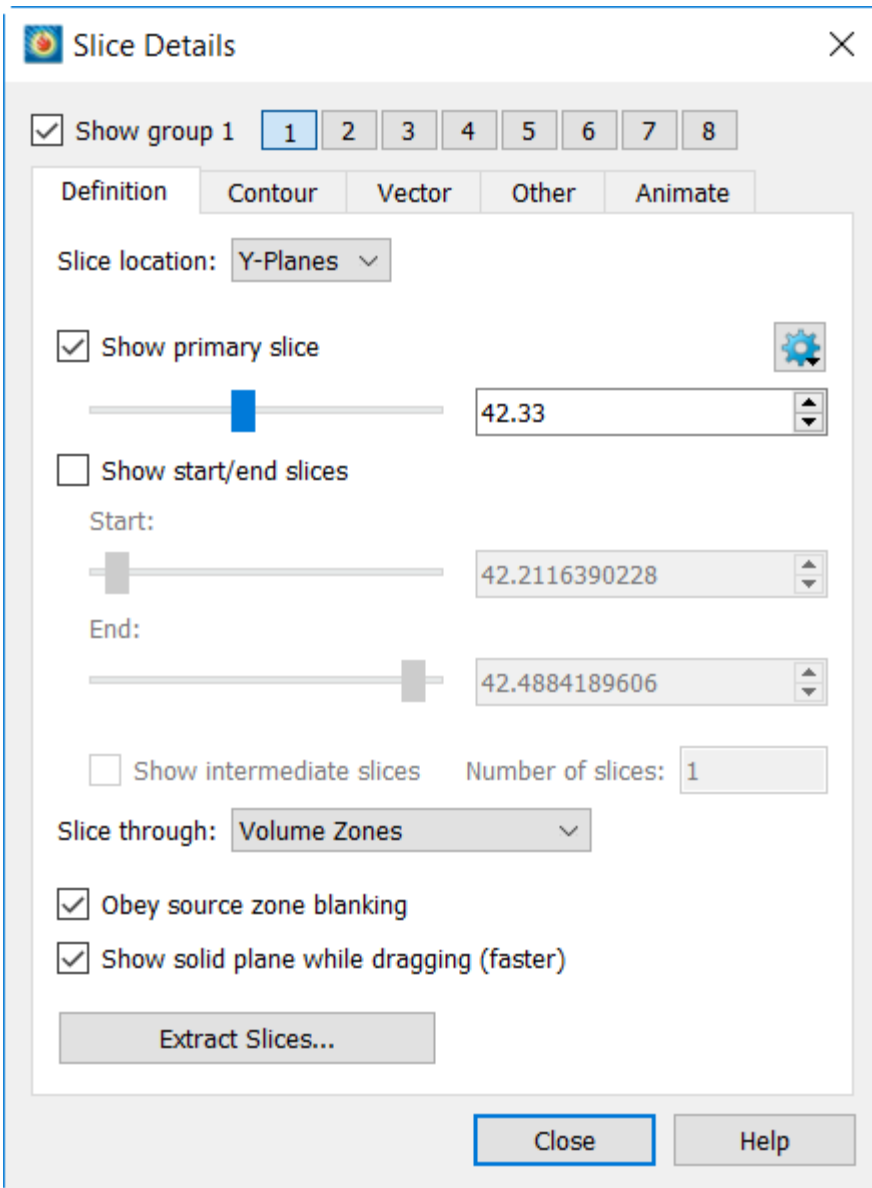 Slice Details
Show group 1 1 2 3 4 5 6 7 8
Definition Contour Vector Other Animate
Slice location: Y-Planes
Show primary slice
42.33
Show start/end slices
Start:
42.2116390228
End:
42.4884189606
Show intermediate slices Number of slices: 1
Slice through: Volume Zones
Obey source zone blanking
Show solid plane while dragging (faster)
Extract Slices...
Close Help